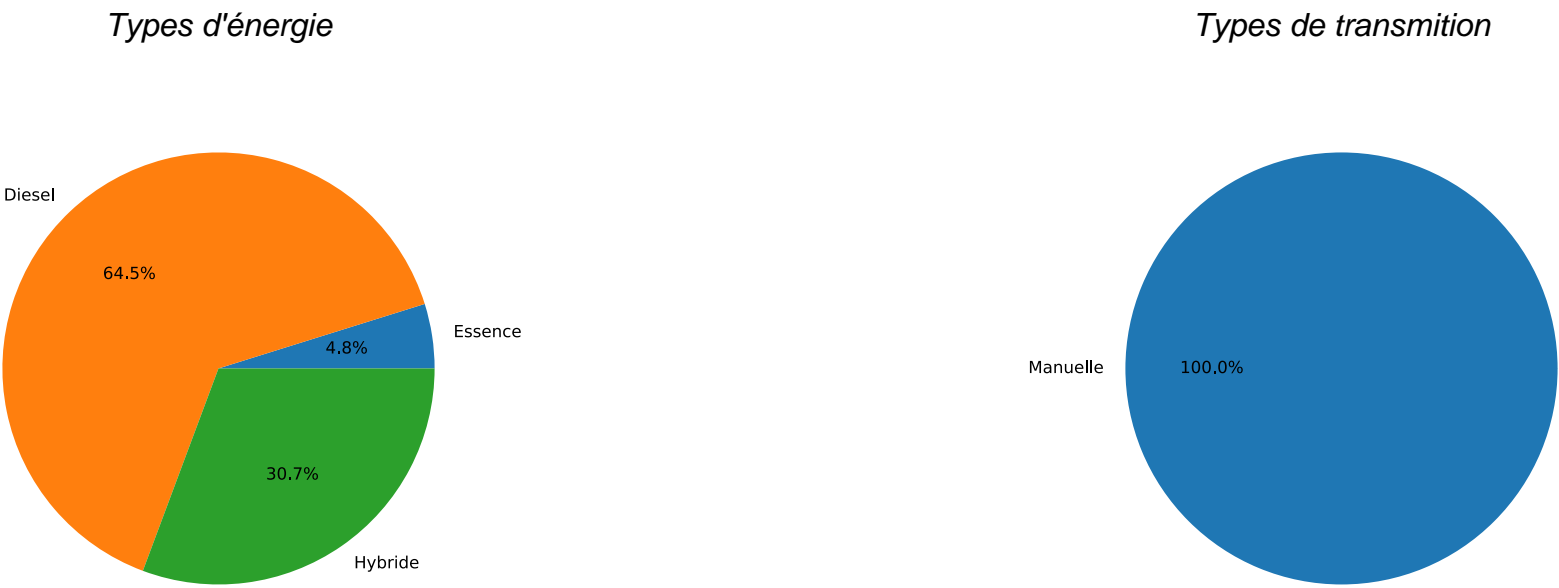 Types d'énergie
Types de transmition
Diesel
64.5%
Essence
4.8%
30.7%
Hybride
Manuelle
100.0%